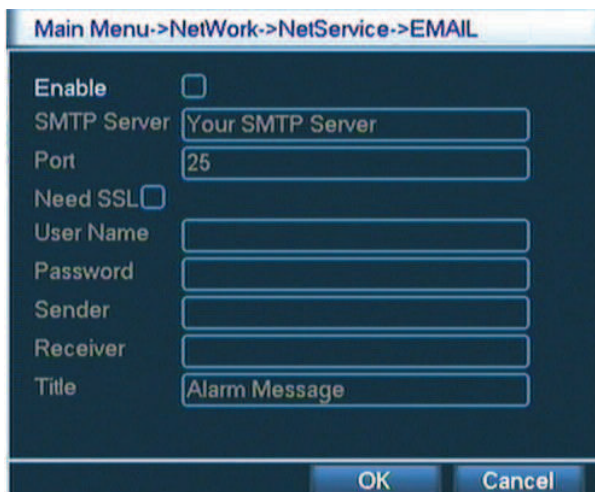 Main Menu->NetWork->NetService->EMAIL
Enable
SMTP Server Your SMTP Server
Port 25
Need SSL
User Name
Password
Sender
Receiver
Title Alarm Message
OK Cancel